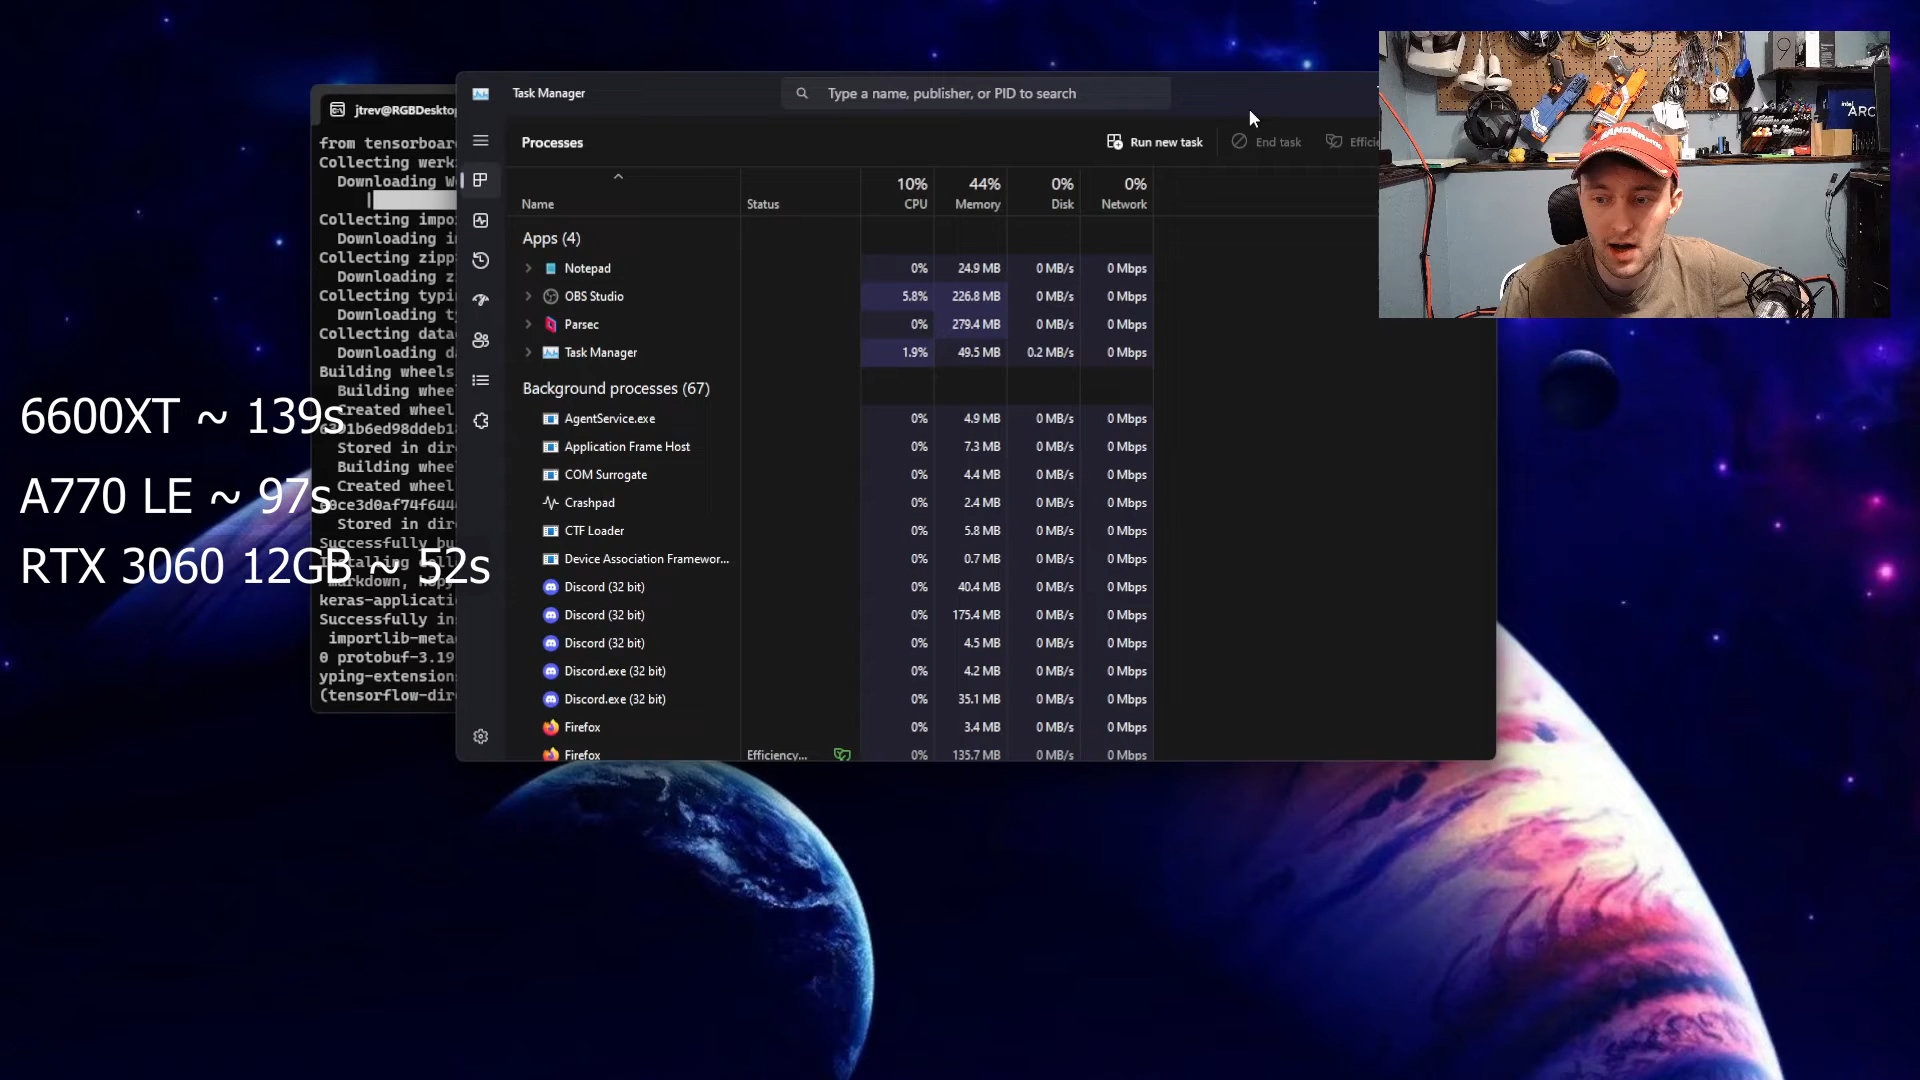 jtrev@RGBDeskto
from tensorboar
Collecting werk
Downloading W
Collecting impo
Downloading i
Collecting zipp
Downloading z
Collecting typi
Downloading t
Collecting data
Downloading d
Building wheels
Building whee
Created wheel
6391b6ed98ddeb1
Stored in dir
Building whee
Created wheel
Stored in dir
Successfully bu
markdown, h5py
keras-applicati
Successfully in
importlib-meta
0 protobuf-3.19
yping-extension
(tensorflow-dir
6600XT ~ 139s
A770 LE ~ 97s
RTX 3060 12GB ~ 52s
Task Manager
Type a name, publisher, or PID to search
Processes
Run new task
End task
Effici
10% 44% 0% 0%
Name Status CPU Memory Disk Network
Apps (4)
Notepad 0% 24.9 MB 0 MB/s 0 Mbps
OBS Studio 5.8% 226.8 MB 0 MB/s 0 Mbps
Parsec 0% 279.4 MB 0 MB/s 0 Mbps
Task Manager 1.9% 49.5 MB 0.2 MB/s 0 Mbps
Background processes (67)
AgentService.exe 0% 4.9 MB 0 MB/s 0 Mbps
Application Frame Host 0% 7.3 MB 0 MB/s 0 Mbps
COM Surrogate 0% 4.4 MB 0 MB/s 0 Mbps
Crashpad 0% 2.4 MB 0 MB/s 0 Mbps
CTF Loader 0% 5.8 MB 0 MB/s 0 Mbps
Device Association Framewor... 0% 0.7 MB 0 MB/s 0 Mbps
Discord (32 bit) 0% 40.4 MB 0 MB/s 0 Mbps
Discord (32 bit) 0% 175.4 MB 0 MB/s 0 Mbps
Discord (32 bit) 0% 4.5 MB 0 MB/s 0 Mbps
Discord.exe (32 bit) 0% 4.2 MB 0 MB/s 0 Mbps
Discord.exe (32 bit) 0% 35.1 MB 0 MB/s 0 Mbps
Firefox 0% 3.4 MB 0 MB/s 0 Mbps
Firefox Efficiency... 0% 135.7 MB 0 MB/s 0 Mbps
9
intel
ARC